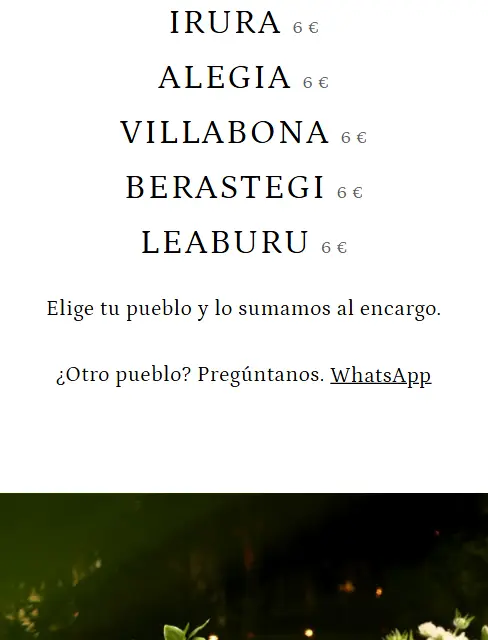 IRURA 6 €
ALEGIA 6 €
VILLABONA 6 €
BERASTEGI 6 €
LEABURU 6 €
Elige tu pueblo y lo sumamos al encargo.
¿Otro pueblo? Pregúntanos. WhatsApp